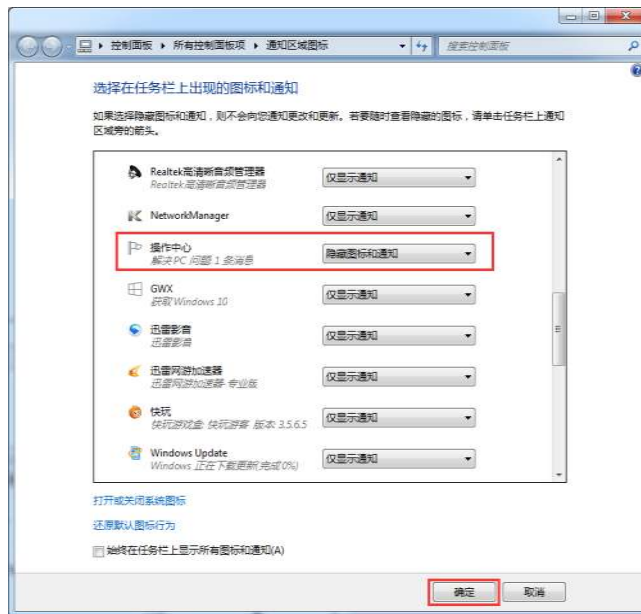 控制面板 ▸ 所有控制面板项 ▸ 通知区域图标
搜索控制面板
选择在任务栏上出现的图标和通知
如果选择隐藏图标和通知，则不会向您通知更改和更新。若要随时查看隐藏的图标，请单击任务栏上通知
区域旁的箭头。
Realtek高清晰音频管理器
Realtek高清晰音频管理器
仅显示通知
NetworkManager
仅显示通知
操作中心
解决 PC 问题: 1 条消息
隐藏图标和通知
GWX
获取 Windows 10
仅显示通知
迅雷影音
迅雷影音
仅显示通知
迅雷网游加速器
迅雷网游加速器-专业版
仅显示通知
快玩
快玩游戏盒 快玩游客 版本: 3.5.6.5
仅显示通知
Windows Update
Windows 正在下载更新(完成 0%)
仅显示通知
打开或关闭系统图标
还原默认图标行为
始终在任务栏上显示所有图标和通知(A)
确定
取消